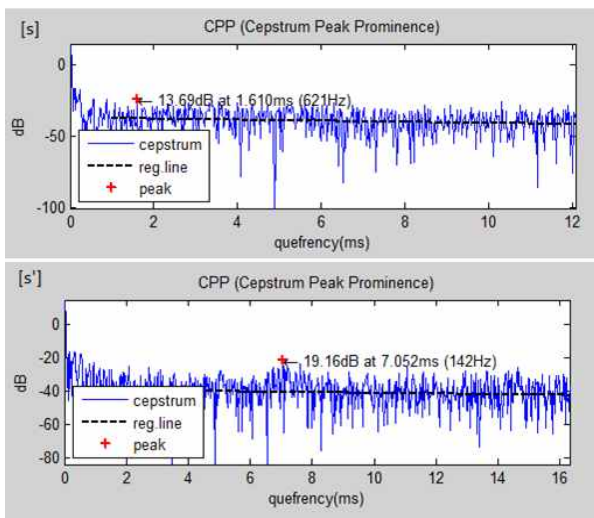 [s]
CPP (Cepstrum Peak Prominence)
0
-50
-100
dB
13.69dB at 1.610ms (621Hz)
cepstrum
reg.line
peak
0 2 4 6 8 10 12
quefrency(ms)
[s']
CPP (Cepstrum Peak Prominence)
0
-20
-40
-60
-80
dB
19.16dB at 7.052ms (142Hz)
cepstrum
reg.line
peak
0 2 4 6 8 10 12 14 16
quefrency(ms)